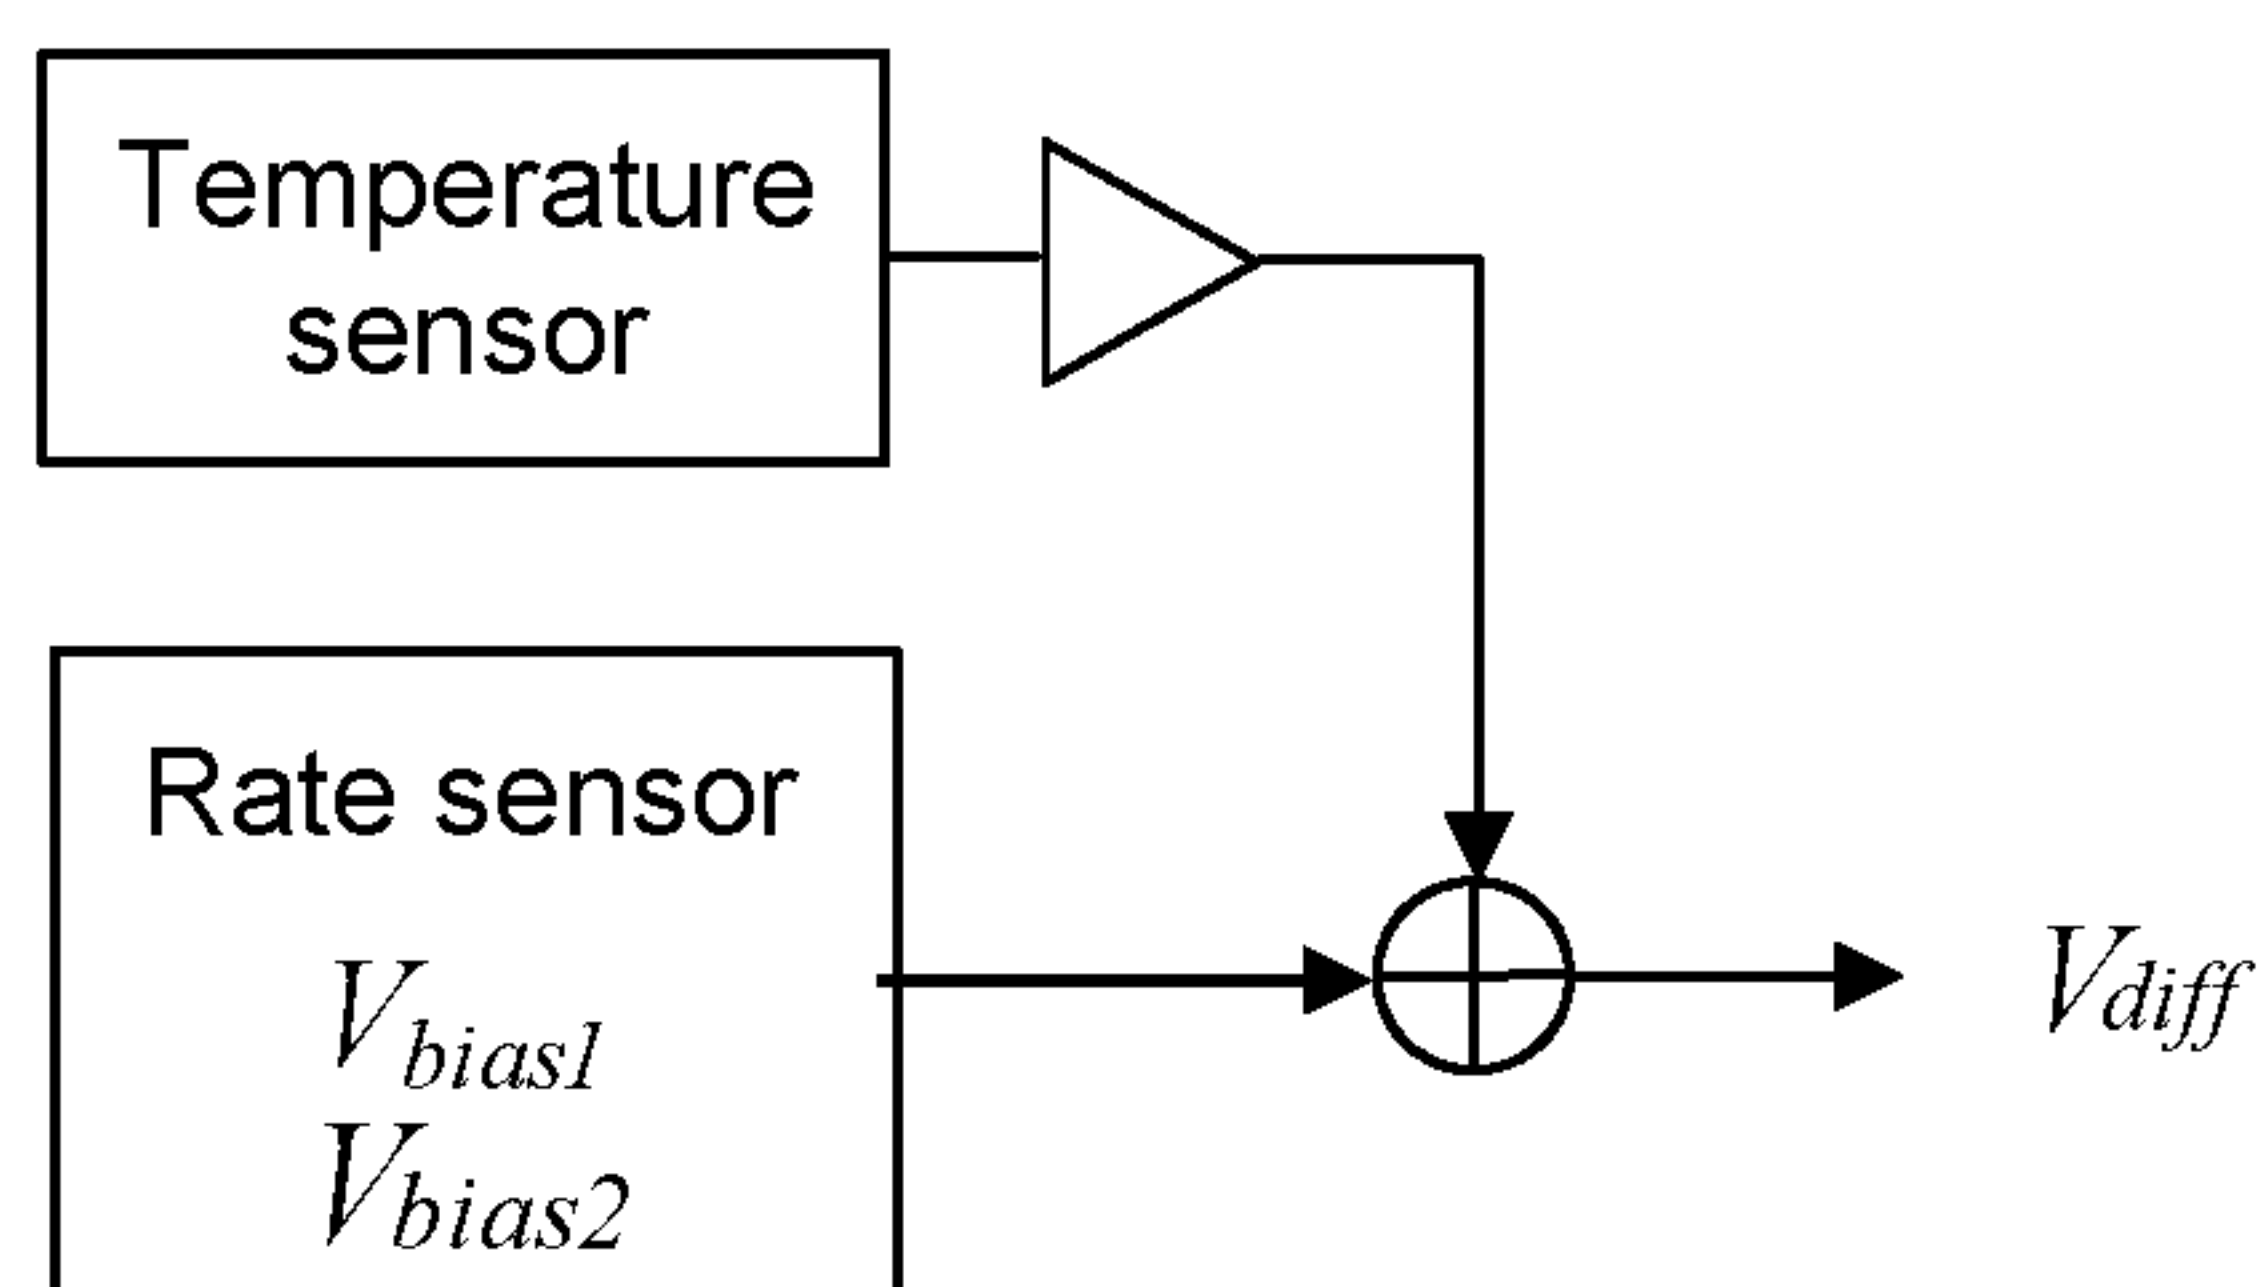 Temperature
sensor
Rate sensor
Vbias1
Vdiff
Vbias2